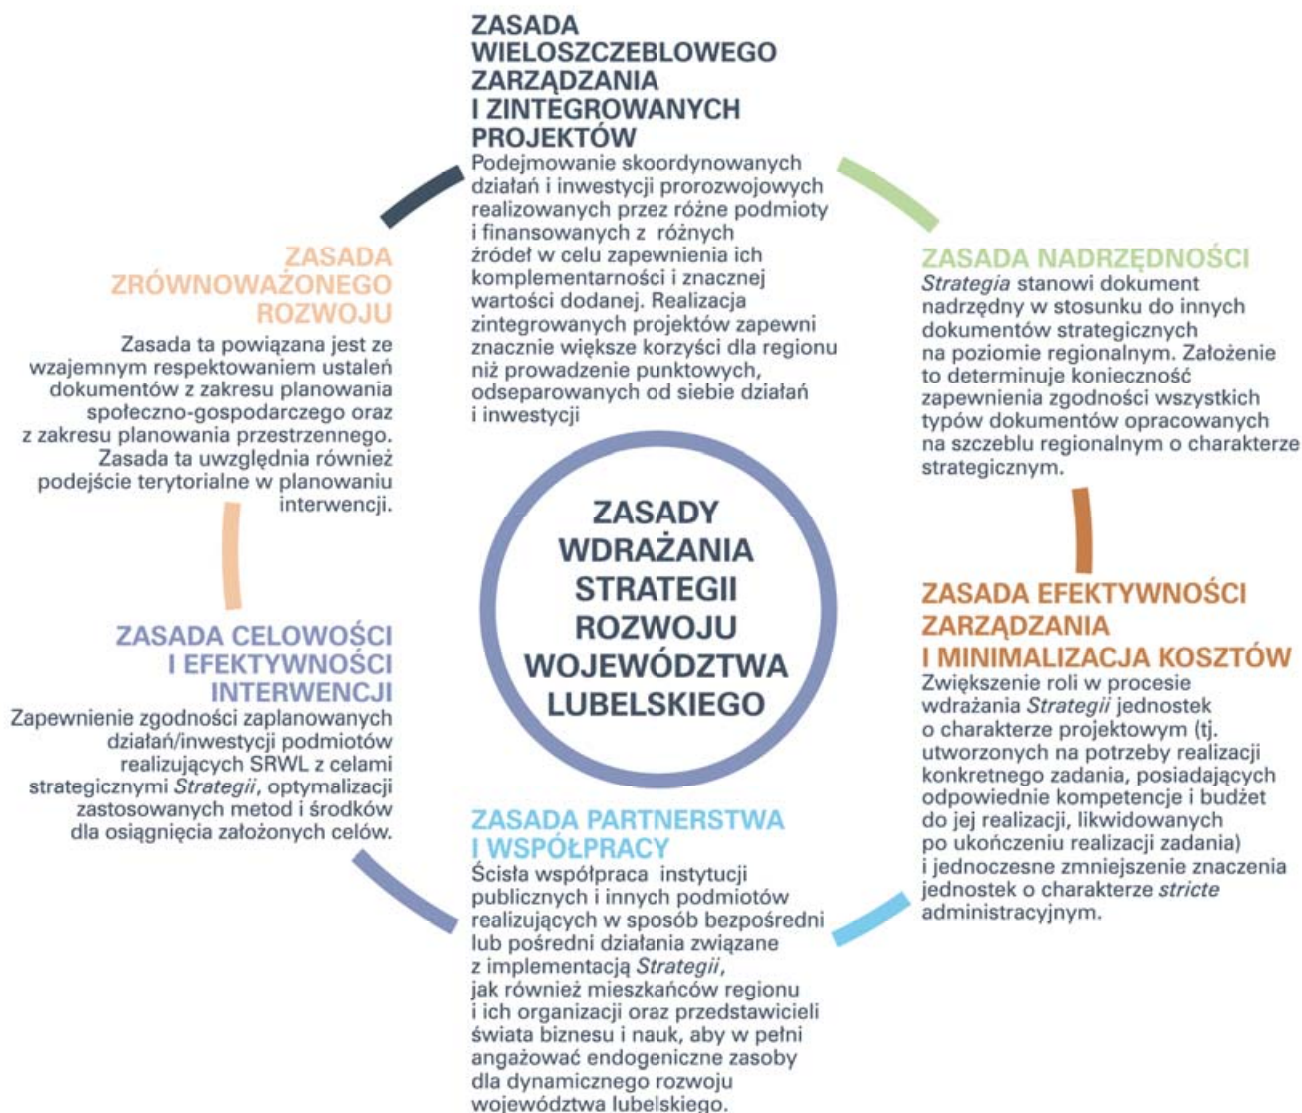 ZASADA
WIELOSZCZEBLOWEGO
ZARZĄDZANIA
I ZINTEGROWANYCH
PROJEKTÓW
Podejmowanie skoordynowanych
działań i inwestycji prorozwojowych
realizowanych przez różne podmioty
i finansowanych z różnych
źródeł w celu zapewnienia ich
komplementarności i znacznej
wartości dodanej. Realizacja
zintegrowanych projektów zapewni
znacznie większe korzyści dla regionu
niż prowadzenie punktowych,
odseparowanych od siebie działań
i inwestycji
ZASADA NADRZĘDNOŚCI
Strategia stanowi dokument
nadrzędny w stosunku do innych
dokumentów strategicznych
na poziomie regionalnym. Założenie
to determinuje konieczność
zapewnienia zgodności wszystkich
typów dokumentów opracowanych
na szczeblu regionalnym o charakterze
strategicznym.
ZASADA EFEKTYWNOŚCI
ZARZĄDZANIA
I MINIMALIZACJA KOSZTÓW
Zwiększenie roli w procesie
wdrażania Strategii jednostek
o charakterze projektowym (tj.
utworzonych na potrzeby realizacji
konkretnego zadania, posiadających
odpowiednie kompetencje i budżet
do jej realizacji, likwidowanych
po ukończeniu realizacji zadania)
i jednoczesne zmniejszenie znaczenia
jednostek o charakterze stricte
administracyjnym.
ZASADA PARTNERSTWA
I WSPÓŁPRACY
Ścisła współpraca instytucji
publicznych i innych podmiotów
realizujących w sposób bezpośredni
lub pośredni działania związane
z implementacją Strategii,
jak również mieszkańców regionu
i ich organizacji oraz przedstawicieli
świata biznesu i nauk, aby w pełni
angażować endogeniczne zasoby
dla dynamicznego rozwoju
województwa lubelskiego.
ZASADA CELOWOŚCI
I EFEKTYWNOŚCI
INTERWENCJI
Zapewnienie zgodności zaplanowanych
działań/inwestycji podmiotów
realizujących SRWL z celami
strategicznymi Strategii, optymalizacji
zastosowanych metod i środków
dla osiągnięcia założonych celów.
ZASADA
ZRÓWNOWAŻONEGO
ROZWOJU
Zasada ta powiązana jest ze
wzajemnym respektowaniem ustaleń
dokumentów z zakresu planowania
społeczno-gospodarczego oraz
z zakresu planowania przestrzennego.
Zasada ta uwzględnia również
podejście terytorialne w planowaniu
interwencji.
ZASADY
WDRAŻANIA
STRATEGII
ROZWOJU
WOJEWÓDZTWA
LUBELSKIEGO